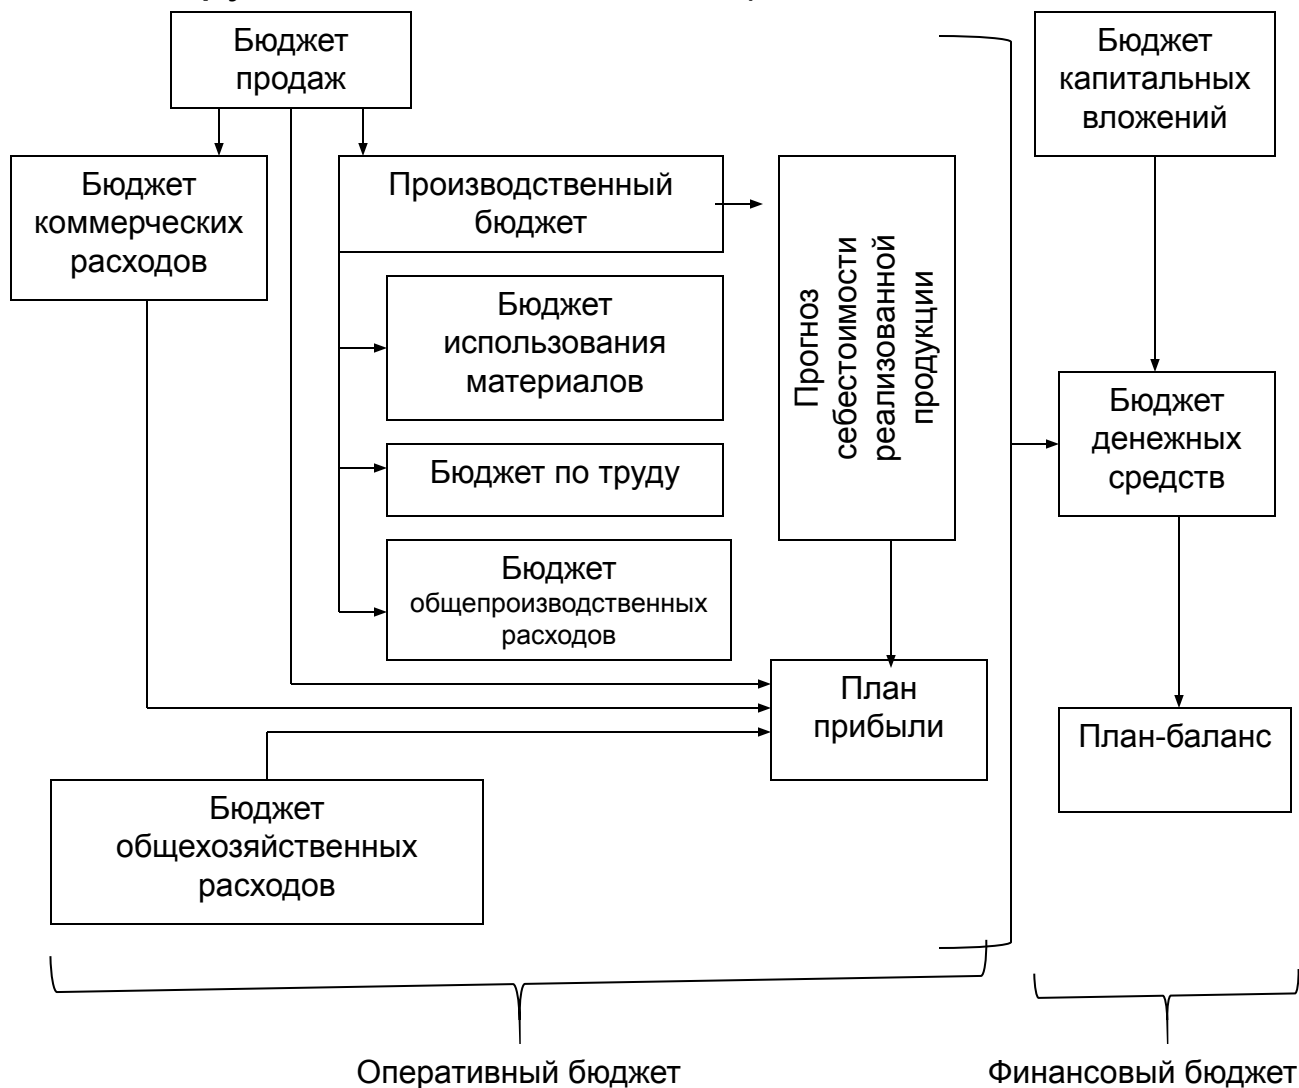 Бюджет
продаж
Бюджет
капитальных
вложений
Бюджет
коммерческих
расходов
Производственный
бюджет
Прогноз
себестоимости
реализованной
продукции
Бюджет
использования
материалов
Бюджет
денежных
средств
Бюджет по труду
Бюджет
общепроизводственных
расходов
План
прибыли
План-баланс
Бюджет
общехозяйственных
расходов
Оперативный бюджет
Финансовый бюджет